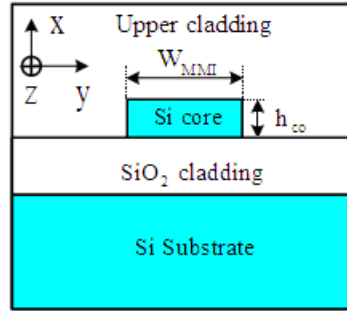 X
Upper cladding
W_MMI
Z
y
Si core
h_co
SiO₂ cladding
Si Substrate